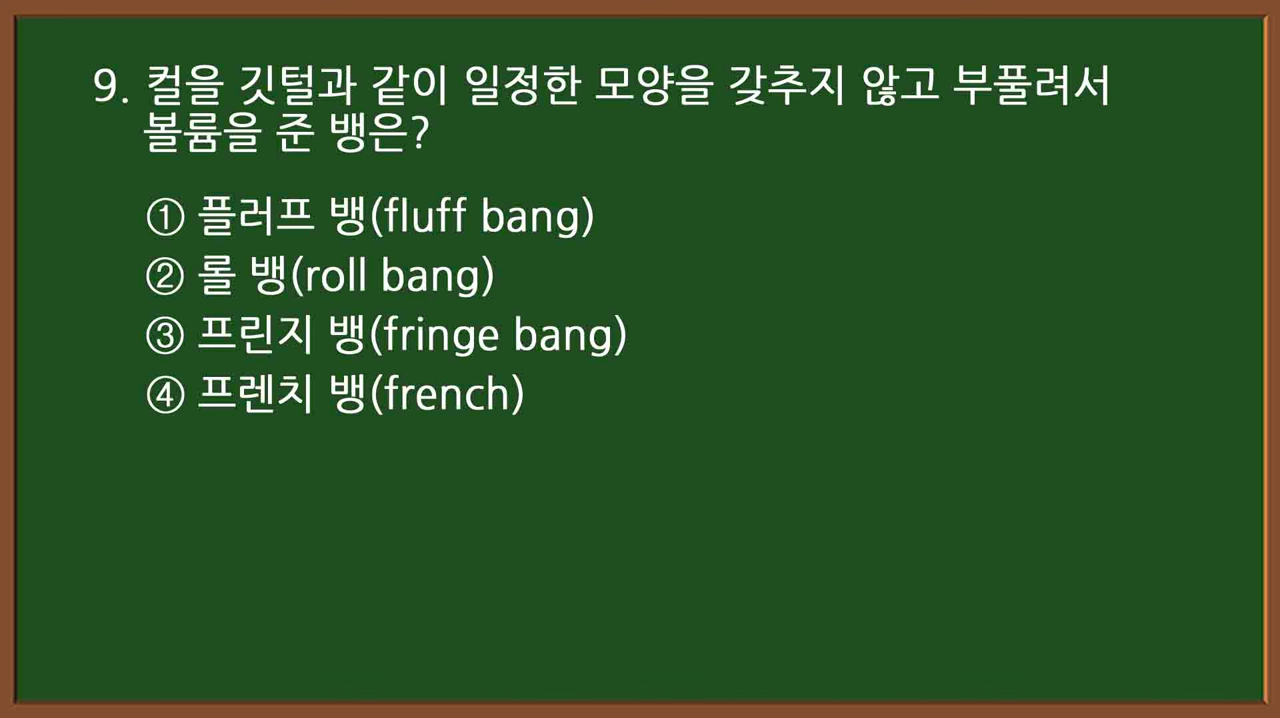 9. 컬을 깃털과 같이 일정한 모양을 갖추지 않고 부풀려서
볼륨을 준 뱅은?
① 플러프 뱅(fluff bang)
② 롤 뱅(roll bang)
③ 프린지 뱅(fringe bang)
④ 프렌치 뱅(french)